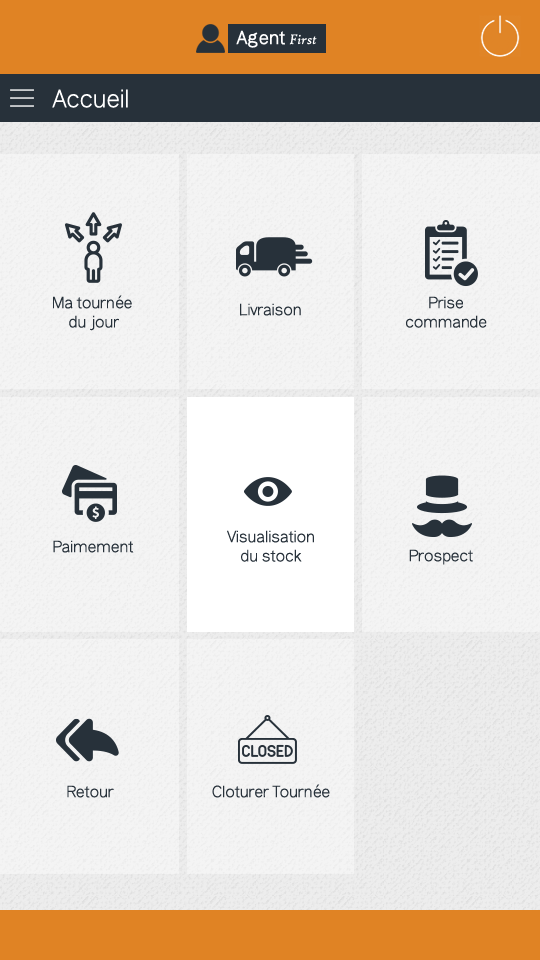 Agent First
Accueil
Ma tournée
du jour
Livraison
Prise
commande
Paimement
$
Visualisation
du stock
Prospect
Retour
CLOSED
Cloturer Tournée